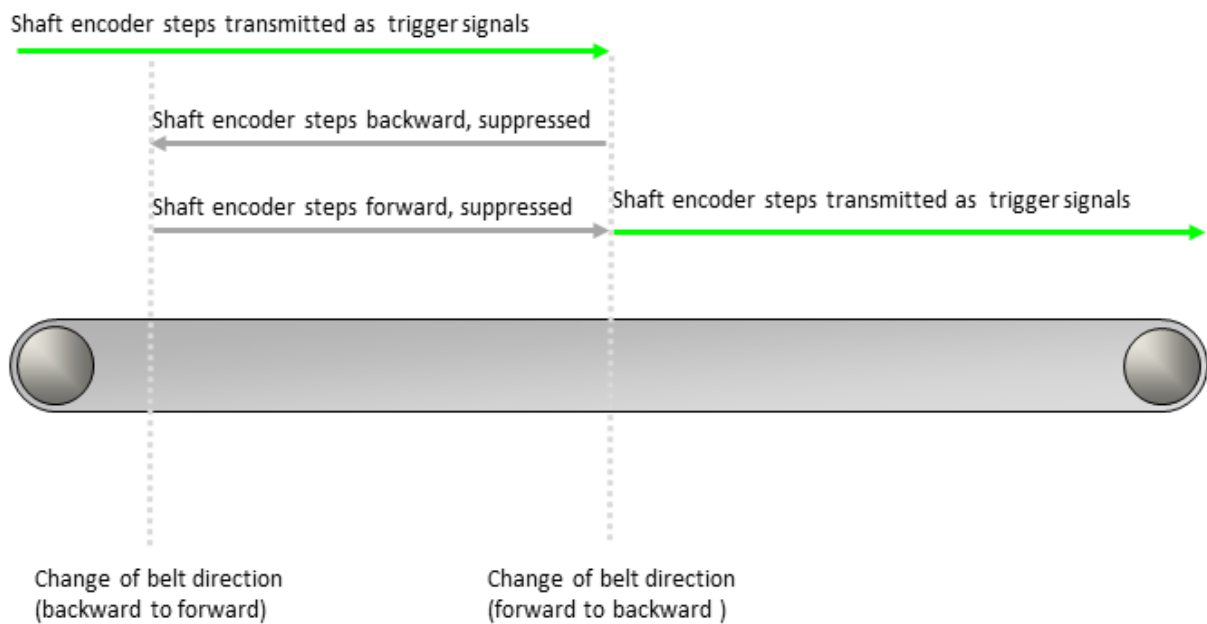 Shaft encoder steps transmitted as trigger signals
Shaft encoder steps backward, suppressed
Shaft encoder steps forward, suppressed
Shaft encoder steps transmitted as trigger signals
Change of belt direction
(backward to forward)
Change of belt direction
(forward to backward )